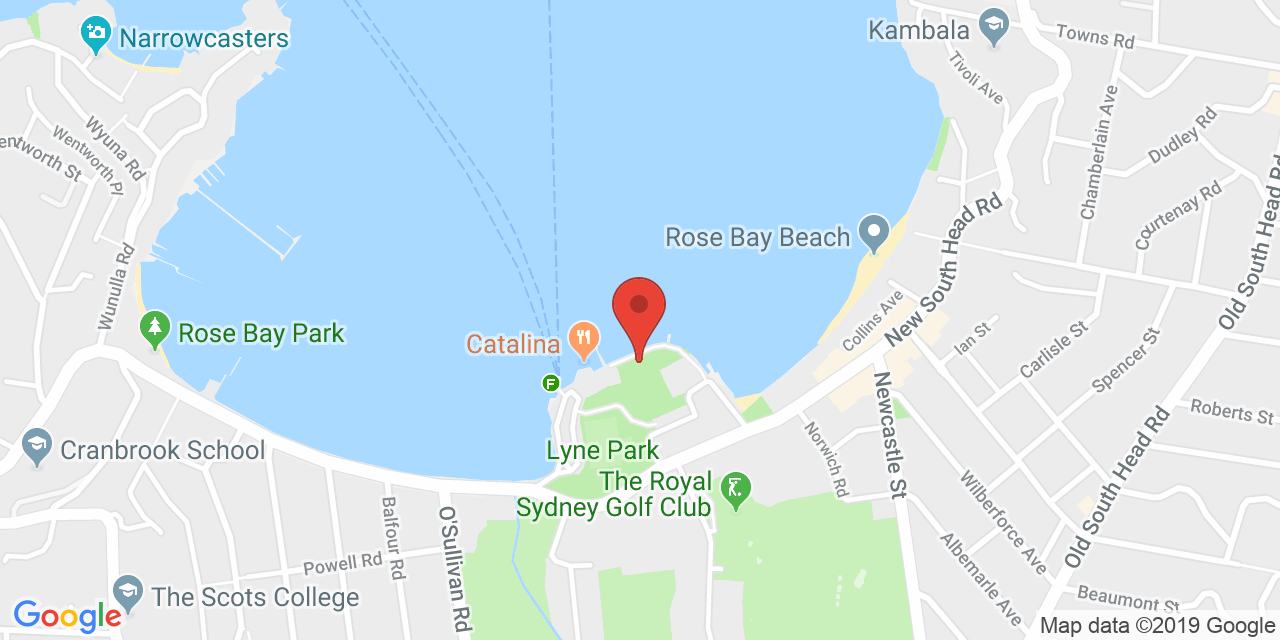 Kambala
Towns Rd
Narrowcasters
Tivoli Ave
Chamberlain Ave
Dudley Rd
Wyuna Rd
Wentworth Pl
Courtenay Rd
Old South Head Rd
New South Head Rd
Rose Bay Beach
Wunulla Rd
Collins Ave
Rose Bay Park
Catalina
Ian St
Carlisle St
Spencer St
F
Newcastle St
Roberts St
Cranbrook School
Lyne Park
Norwich Rd
Old South Head Rd
The Royal
Sydney Golf Club
Wilberforce Ave
Balfour Rd
O'Sullivan Rd
Powell Rd
Albemarle Ave
The Scots College
Beaumont St
Google
Map data ©2019 Google